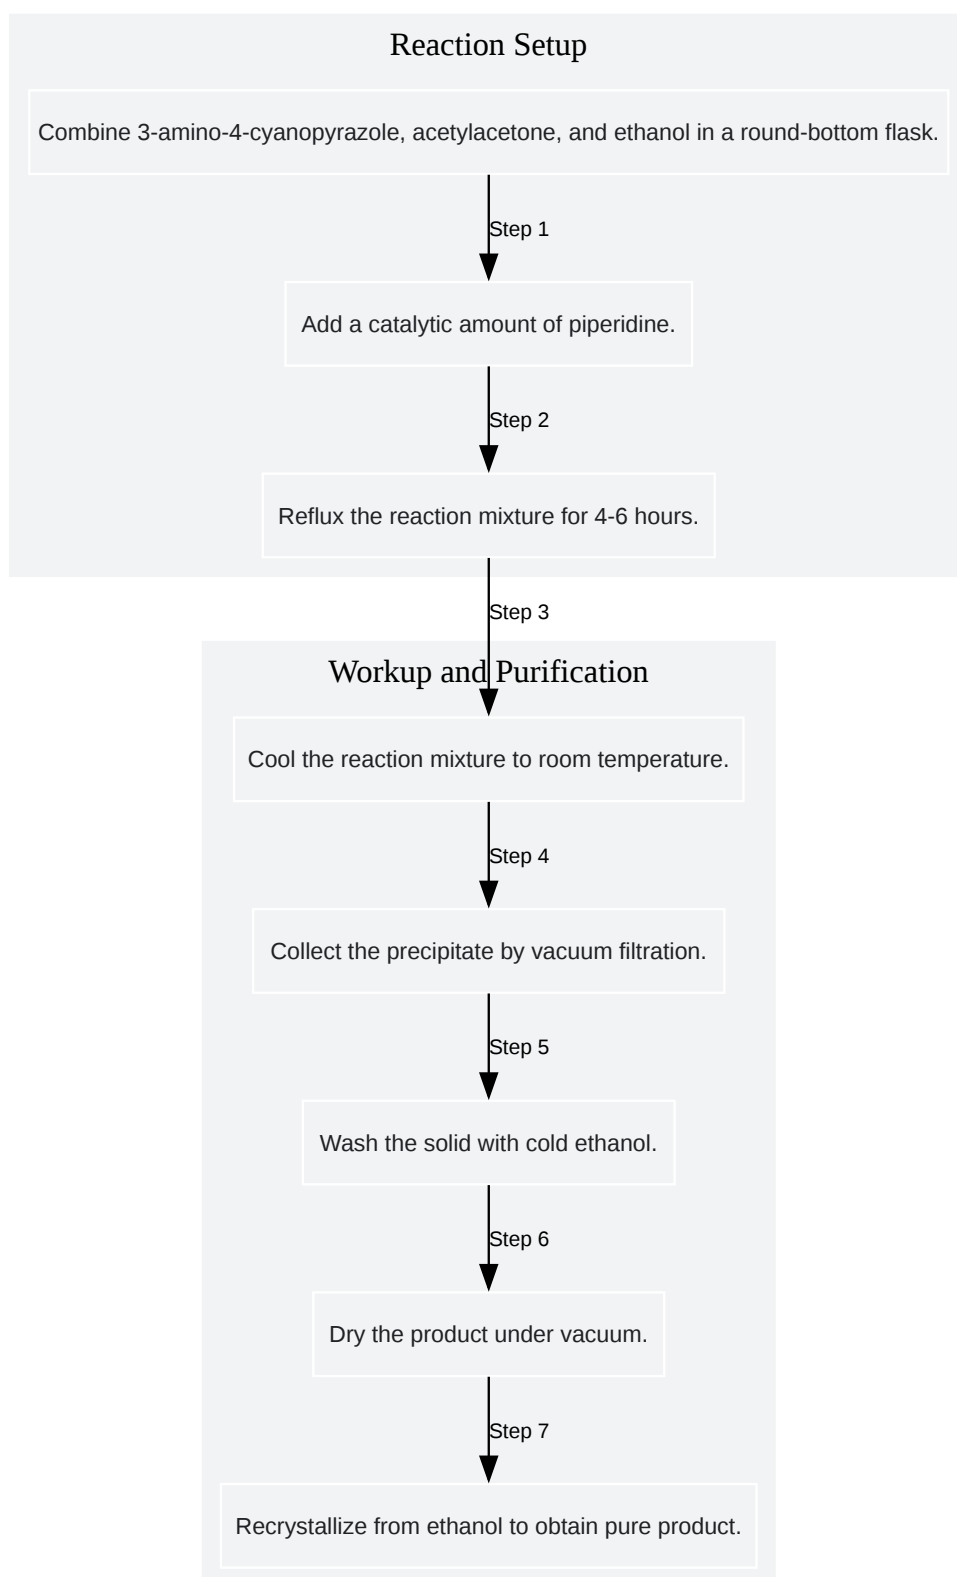 Reaction Setup
Combine 3-amino-4-cyanopyrazole, acetylacetone, and ethanol in a round-bottom flask.
Step 1
Add a catalytic amount of piperidine.
Step 2
Reflux the reaction mixture for 4-6 hours.
Step 3
Workup and Purification
Cool the reaction mixture to room temperature.
Step 4
Collect the precipitate by vacuum filtration.
Step 5
Wash the solid with cold ethanol.
Step 6
Dry the product under vacuum.
Step 7
Recrystallize from ethanol to obtain pure product.